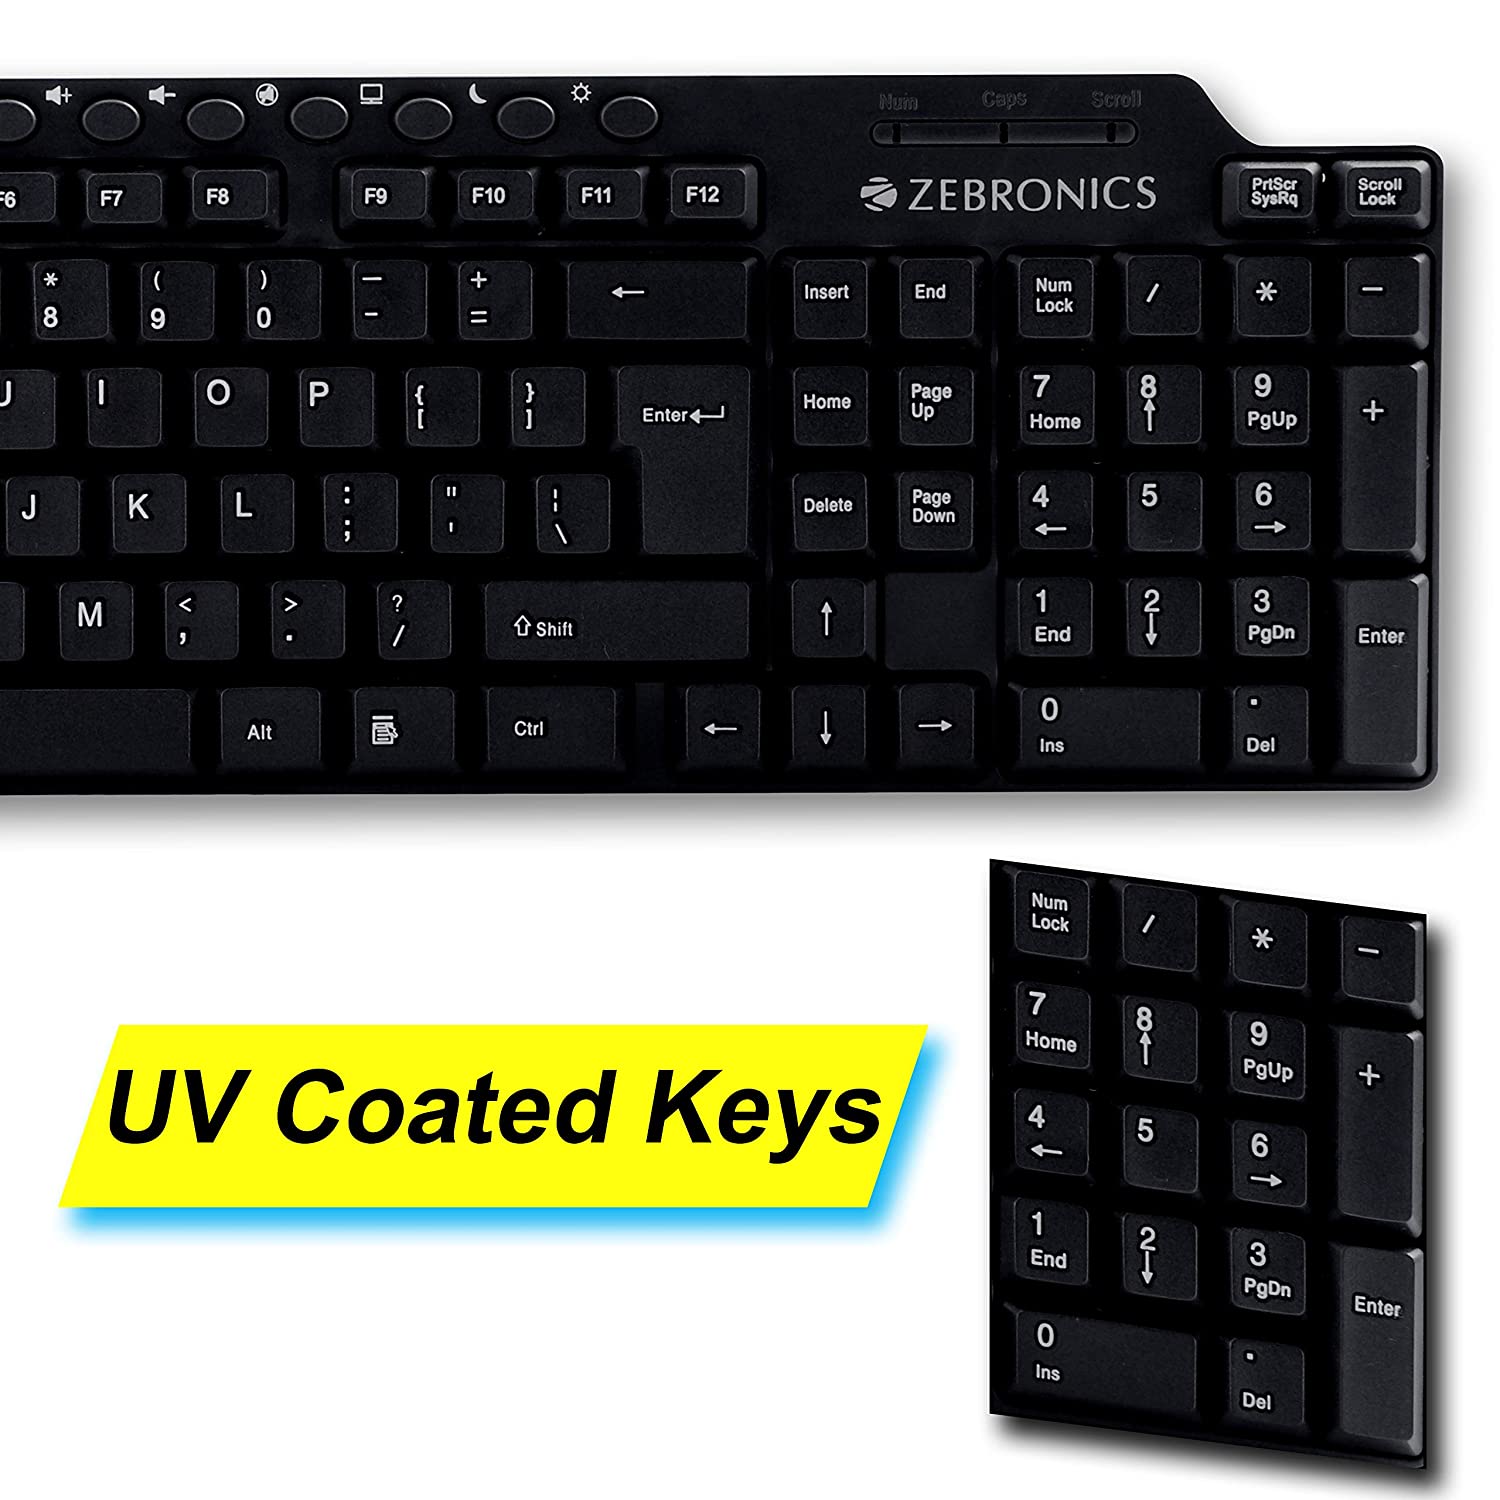 Num Caps Scroll
ZEBRONICS
F6 F7 F8 F9 F10 F11 F12 PrtScr SysRq Scroll Lock
* 8 ( 9 ) 0 — - + = ← Insert End Num Lock / * −
U I O P { [ } ] Enter Home Page Up 7 Home 8 ↑ 9 PgUp +
J K L : ; " ' ¦ \ Delete Page Down 4 ← 5 6 →
M < , > . ? / ⇧ Shift ↑ 1 End 2 ↓ 3 PgDn Enter
Alt Ctrl ← ↓ → 0 Ins . Del
UV Coated Keys
Num Lock / * −
7 Home 8 ↑ 9 PgUp +
4 ← 5 6 →
1 End 2 ↓ 3 PgDn Enter
0 Ins . Del